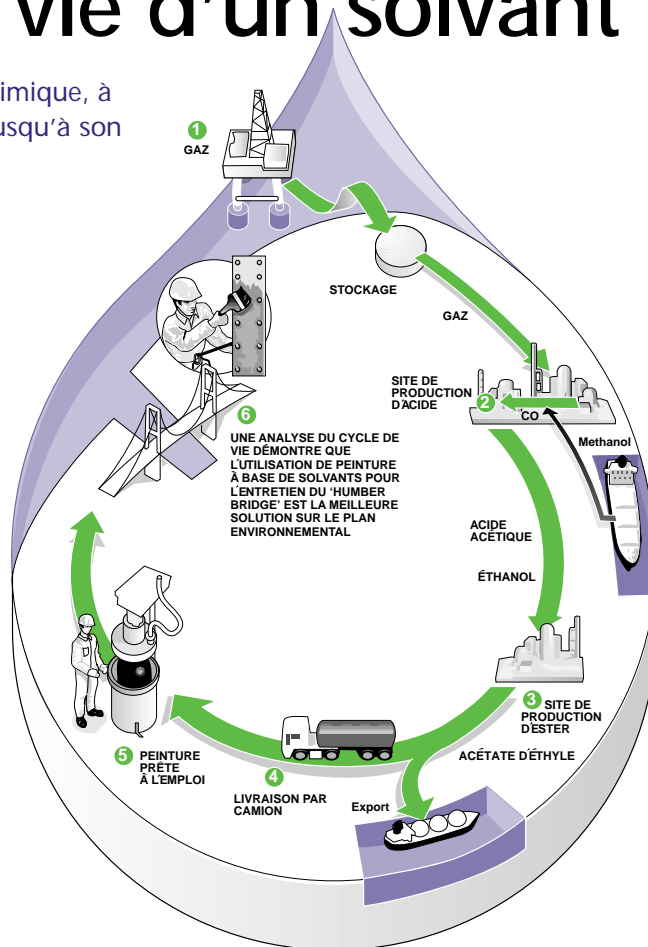 vie d'un solvant
imique, à
usqu'à son
1
GAZ
STOCKAGE
GAZ
SITE DE
PRODUCTION
D'ACIDE
2
CO
Methanol
6
UNE ANALYSE DU CYCLE DE
VIE DÉMONTRE QUE
L'UTILISATION DE PEINTURE
À BASE DE SOLVANTS POUR
L'ENTRETIEN DU 'HUMBER
BRIDGE' EST LA MEILLEURE
SOLUTION SUR LE PLAN
ENVIRONNEMENTAL
ACIDE
ACÉTIQUE
ÉTHANOL
3 SITE DE
PRODUCTION
D'ESTER
ACÉTATE D'ÉTHYLE
5 PEINTURE
PRÊTE
À L'EMPLOI
4
LIVRAISON PAR
CAMION
Export